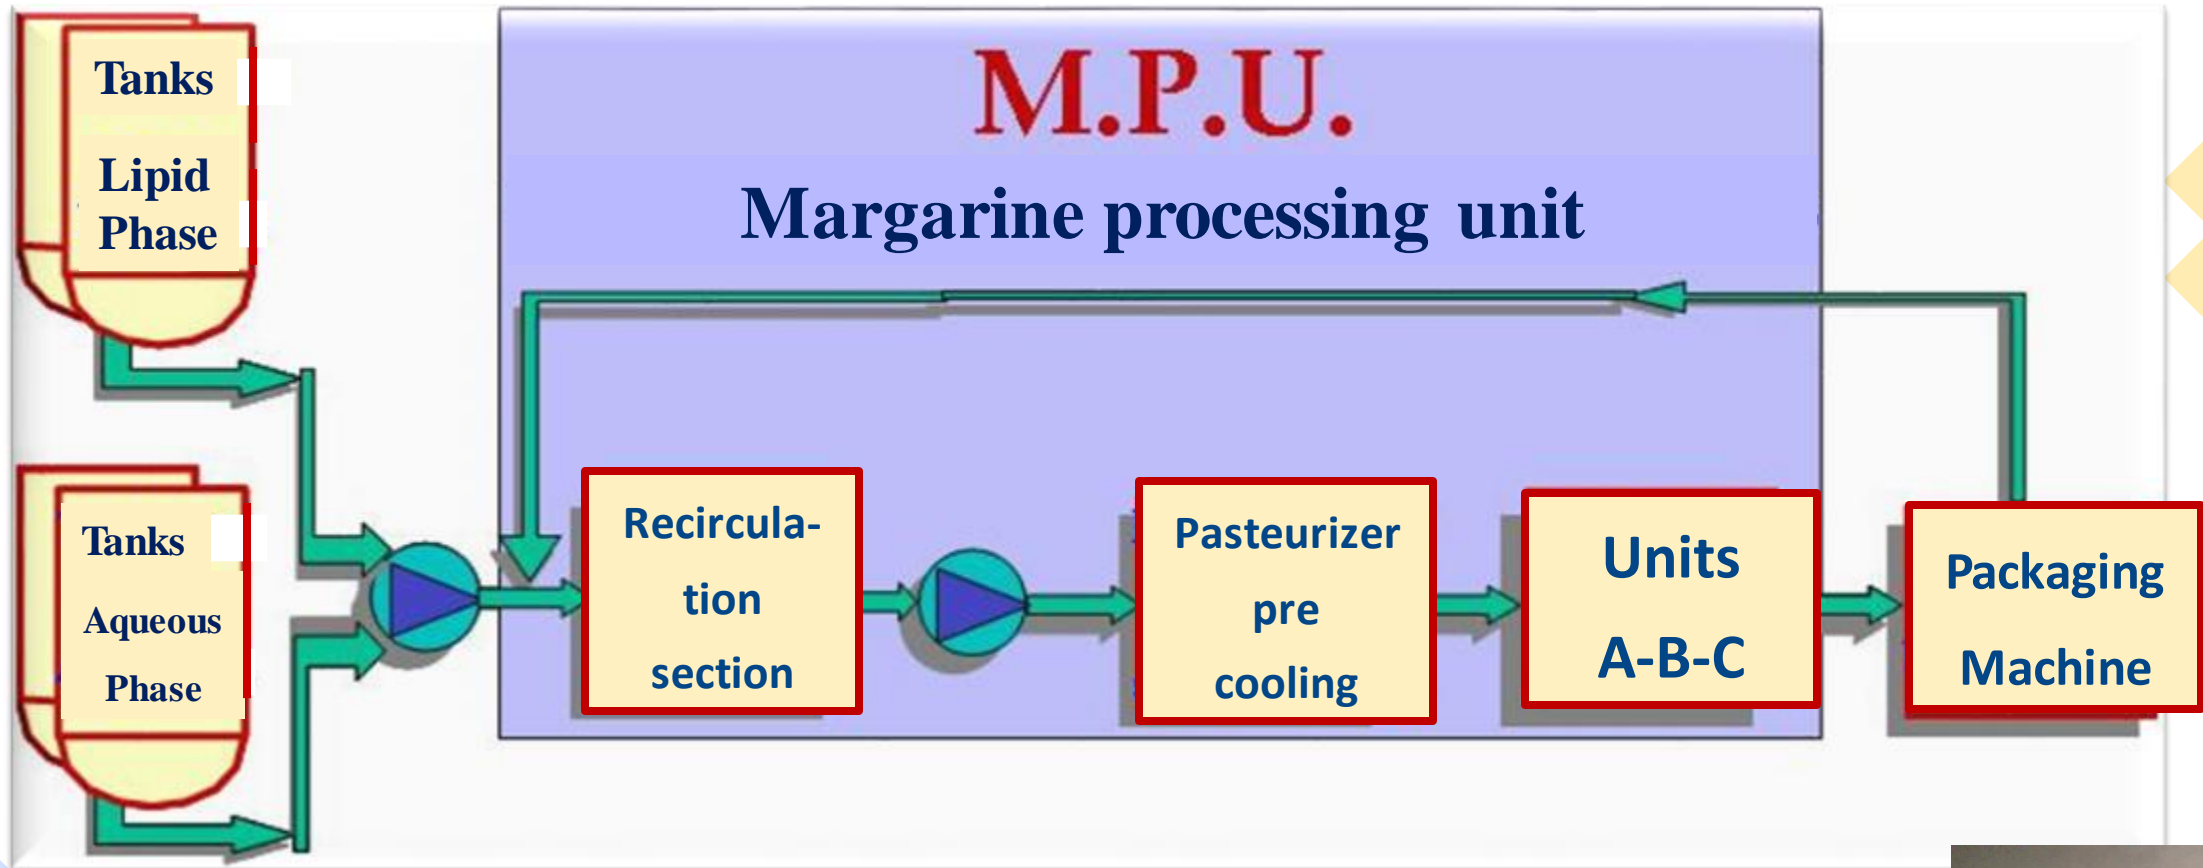 Tanks
Lipid
Phase
Tanks
Aqueous
Phase
M.P.U.
Margarine processing unit
Recircula-
tion
section
Pasteurizer
pre
cooling
Units
A-B-C
Packaging
Machine